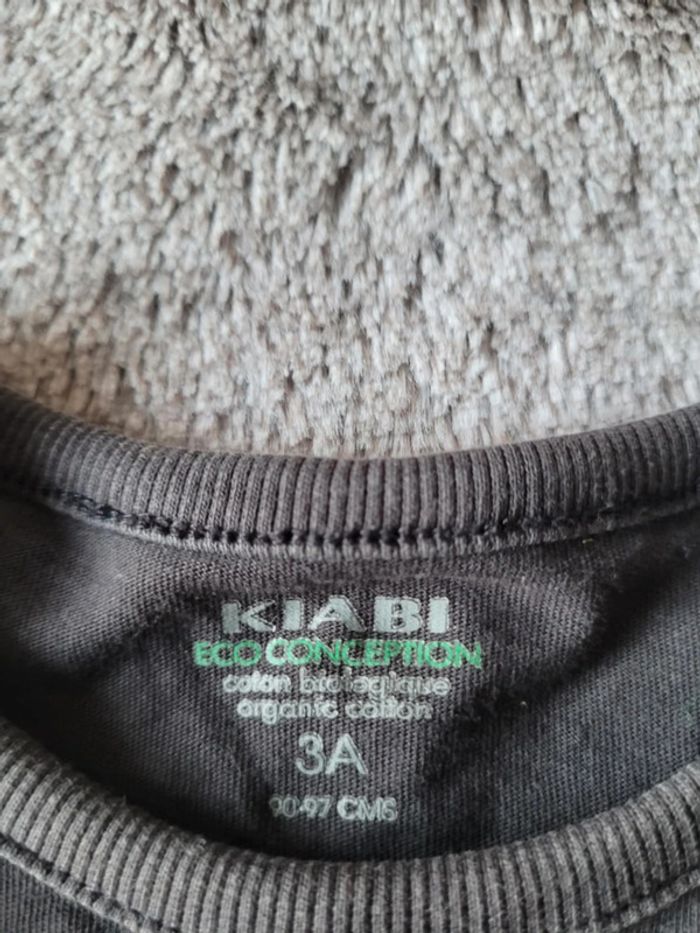 KIABI
ECO CONCEPTION
coton biologique
organic cotton
3A
90-97 CMS